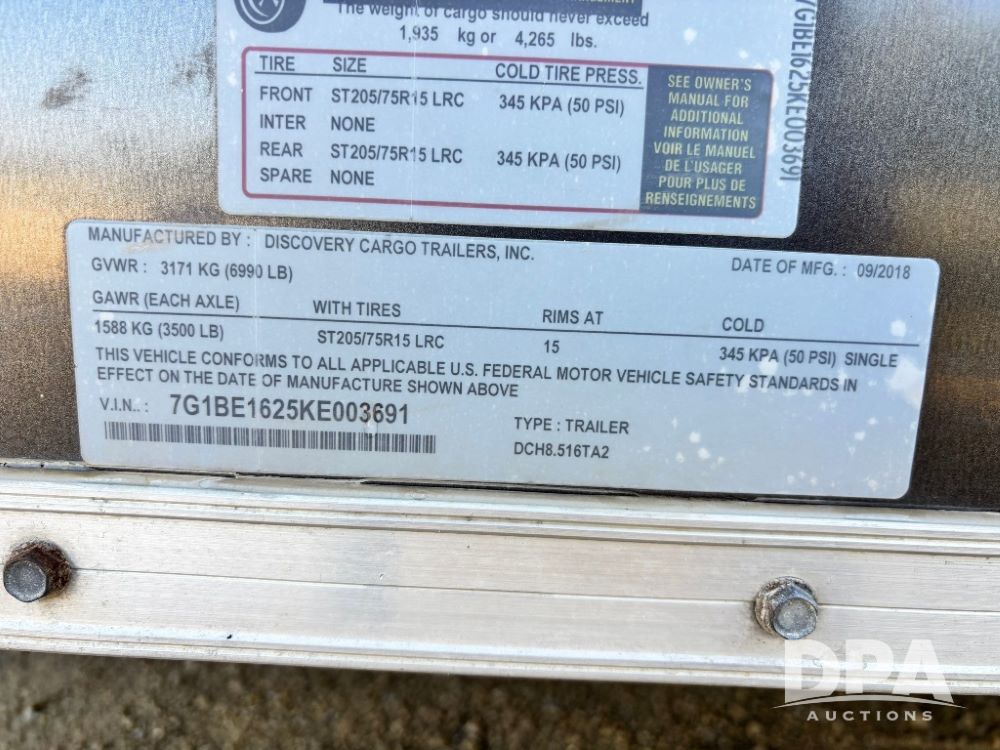 The weight of cargo should never exceed
1,935 kg or 4,265 lbs.
TIRE SIZE COLD TIRE PRESS.
FRONT ST205/75R15 LRC 345 KPA (50 PSI)
INTER NONE
REAR ST205/75R15 LRC 345 KPA (50 PSI)
SPARE NONE
SEE OWNER'S
MANUAL FOR
ADDITIONAL
INFORMATION
VOIR LE MANUEL
DE L'USAGER
POUR PLUS DE
RENSEIGNEMENTS
7G1BE1625KE003691
MANUFACTURED BY : DISCOVERY CARGO TRAILERS, INC.
DATE OF MFG. : 09/2018
GVWR : 3171 KG (6990 LB)
GAWR (EACH AXLE) WITH TIRES RIMS AT COLD
1588 KG (3500 LB) ST205/75R15 LRC 15 345 KPA (50 PSI) SINGLE
THIS VEHICLE CONFORMS TO ALL APPLICABLE U.S. FEDERAL MOTOR VEHICLE SAFETY STANDARDS IN
EFFECT ON THE DATE OF MANUFACTURE SHOWN ABOVE
V.I.N.. : 7G1BE1625KE003691
TYPE : TRAILER
DCH8.516TA2
DPA
AUCTIONS